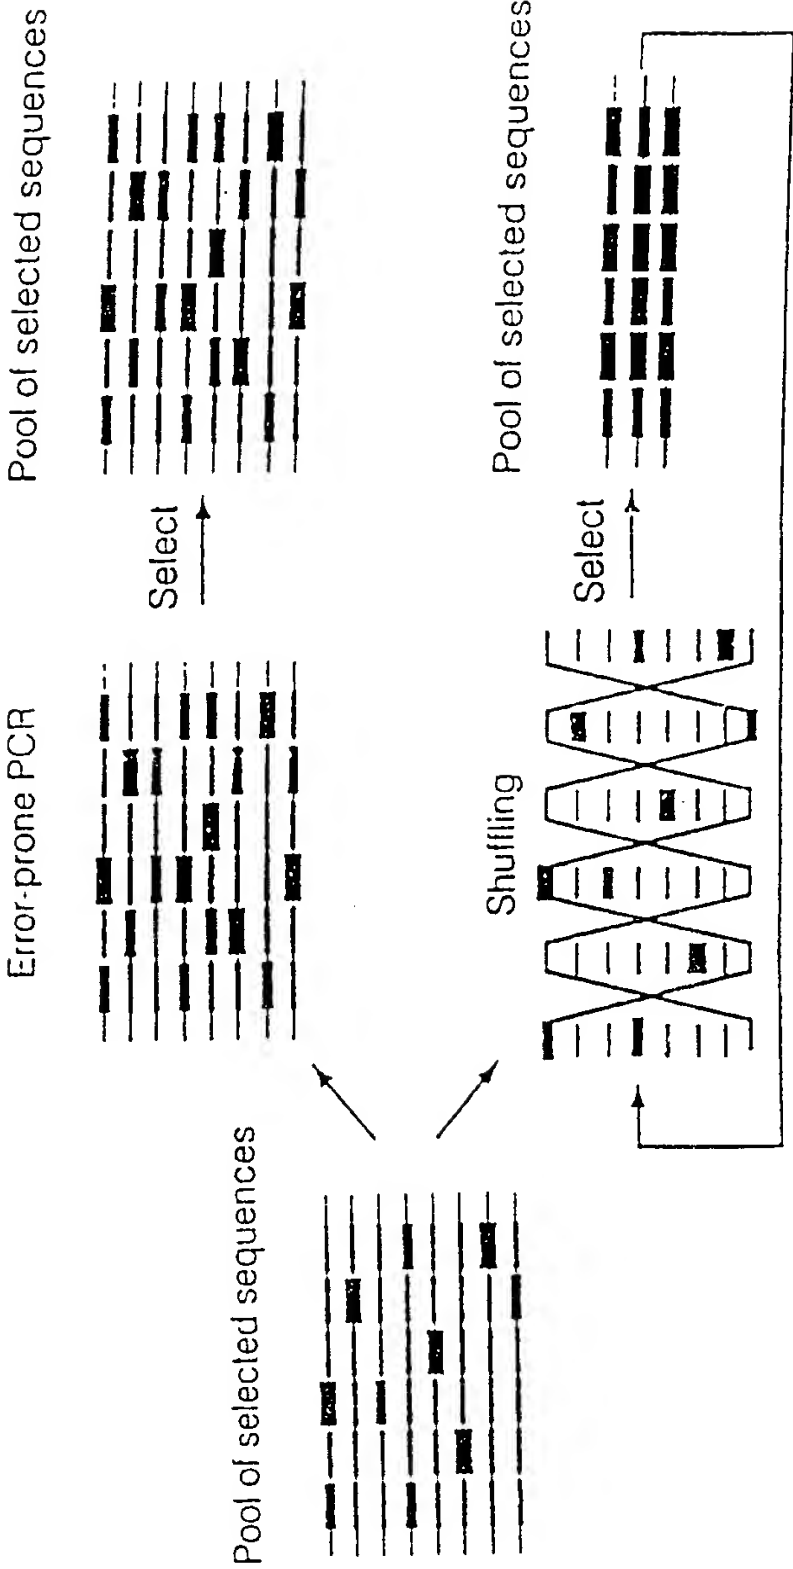 Pool of selected sequences
Error-prone PCR
Select
Pool of selected sequences
Shuffling
Select
Pool of selected sequences